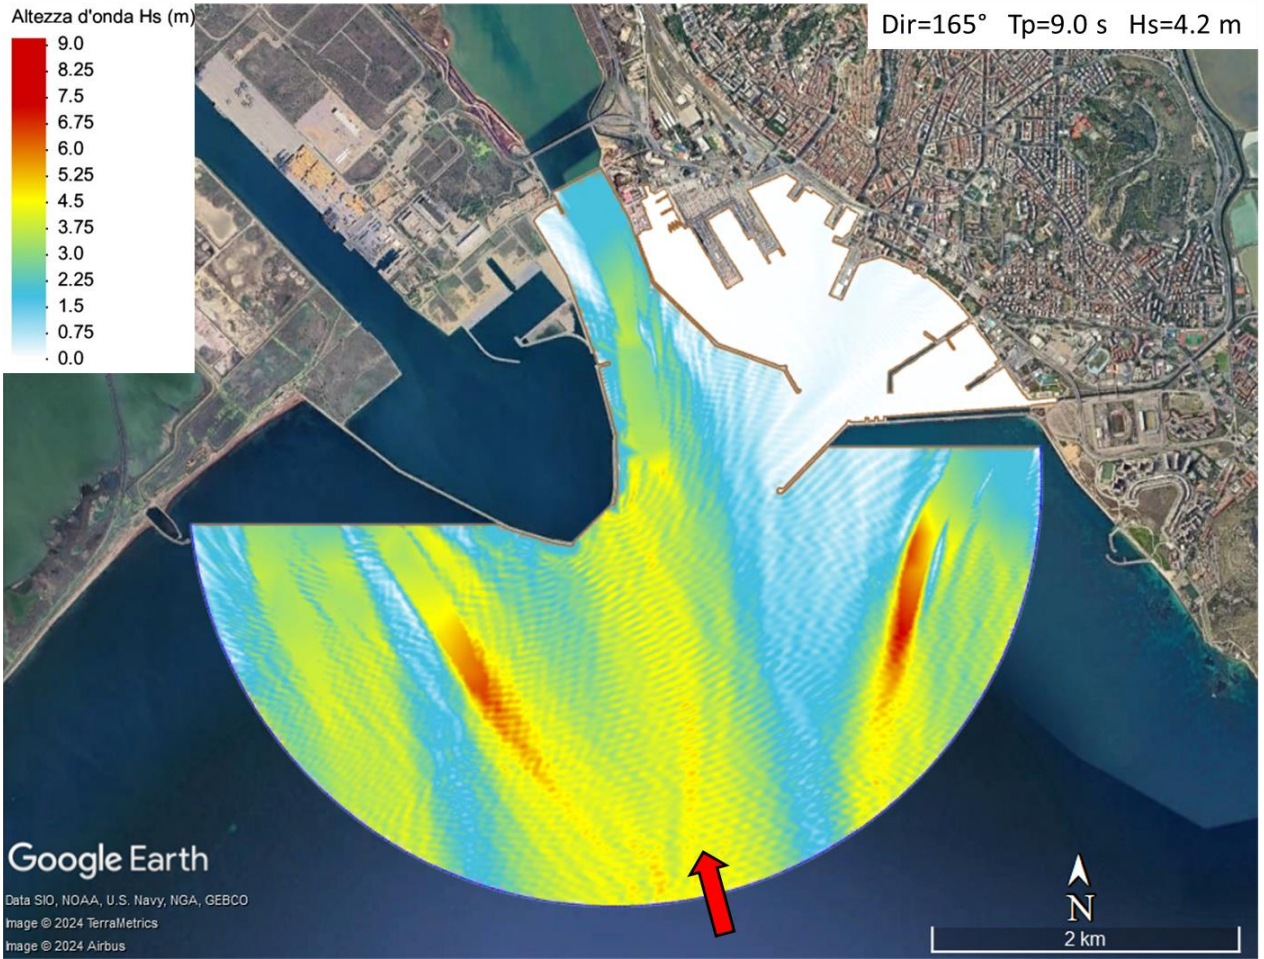 Altezza d'onda Hs (m)
9.0
8.25
7.5
6.75
6.0
5.25
4.5
3.75
3.0
2.25
1.5
0.75
0.0
Dir=165° Tp=9.0 s Hs=4.2 m
Google Earth
Data SIO, NOAA, U.S. Navy, NGA, GEBCO
Image © 2024 TerraMetrics
Image © 2024 Airbus
N
2 km